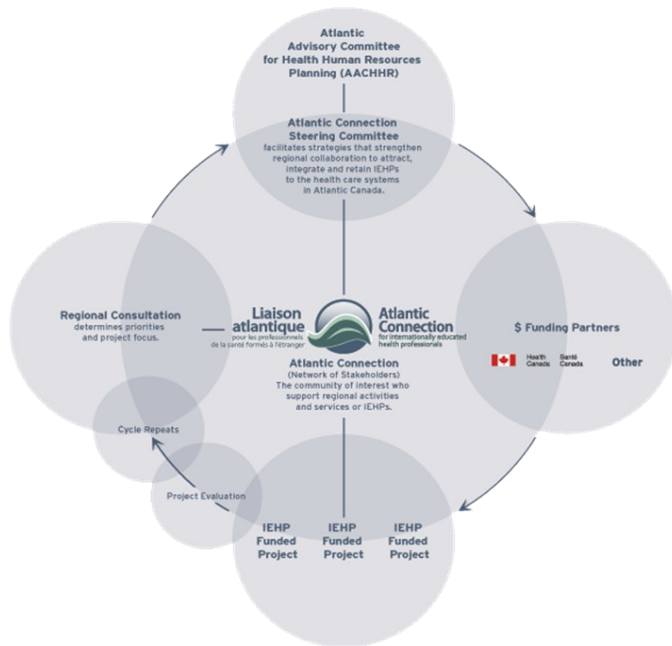 Atlantic
Advisory Committee
for Health Human Resources
Planning (AACHHR)
Atlantic Connection
Steering Committee
facilitates strategies that strengthen
regional collaboration to attract,
integrate and retain IEHPs
to the health care systems
in Atlantic Canada.
Regional Consultation
determines priorities
and project focus.
Liaison
atlantique
pour les professionnels
de la santé formés à l'étranger
Atlantic
Connection
for internationally educated
health professionals
Atlantic Connection
(Network of Stakeholders)
The community of interest who
support regional activities
and services or IEHPs.
$ Funding Partners
Health
Canada
Santé
Canada
Other
Cycle Repeats
Project Evaluation
IEHP
Funded
Project
IEHP
Funded
Project
IEHP
Funded
Project